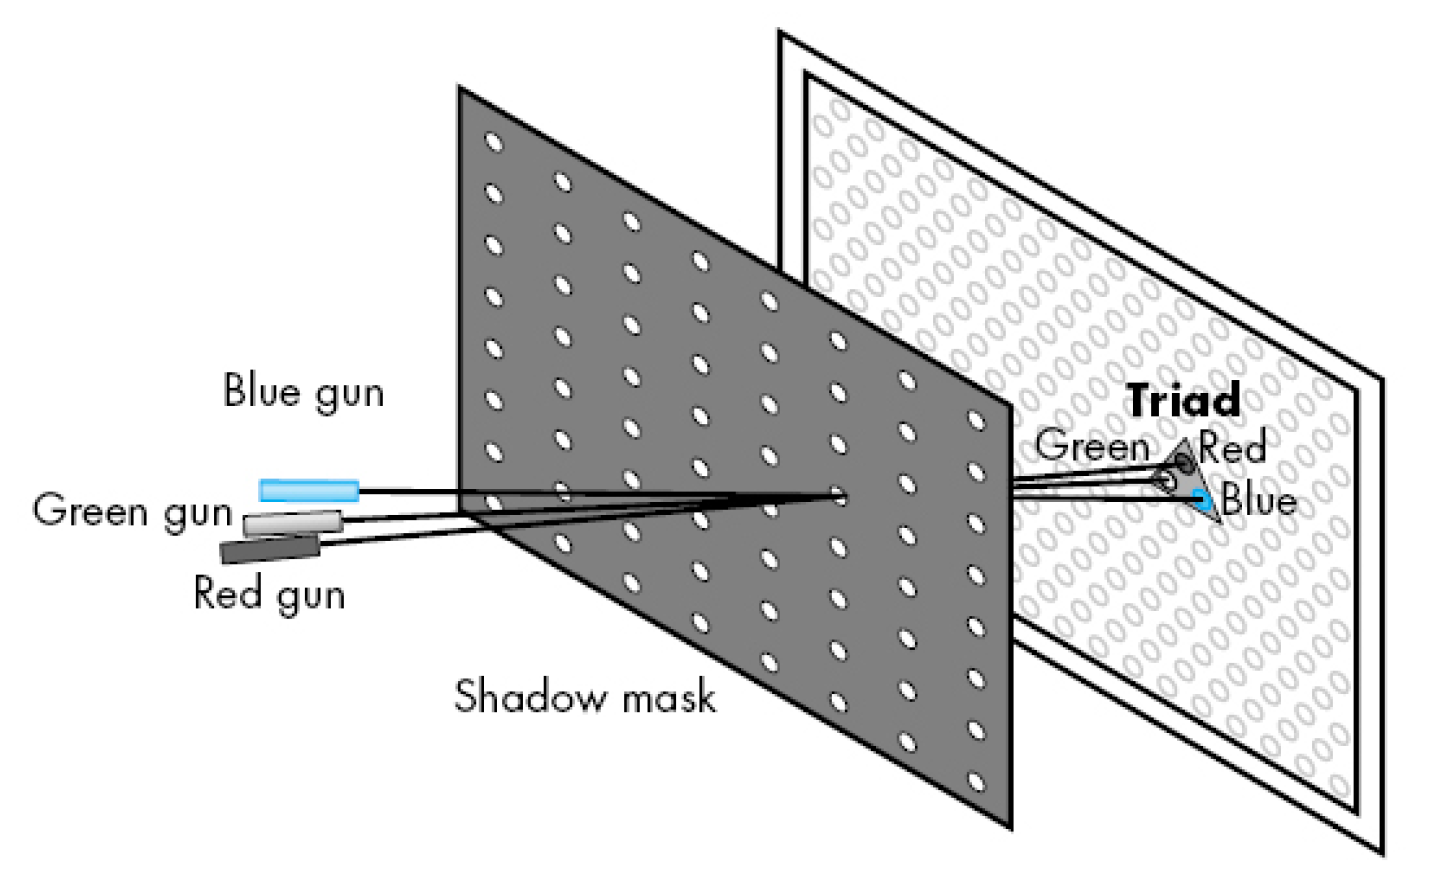 Blue gun
Green gun
Red gun
Shadow mask
Triad
Green
Red
Blue